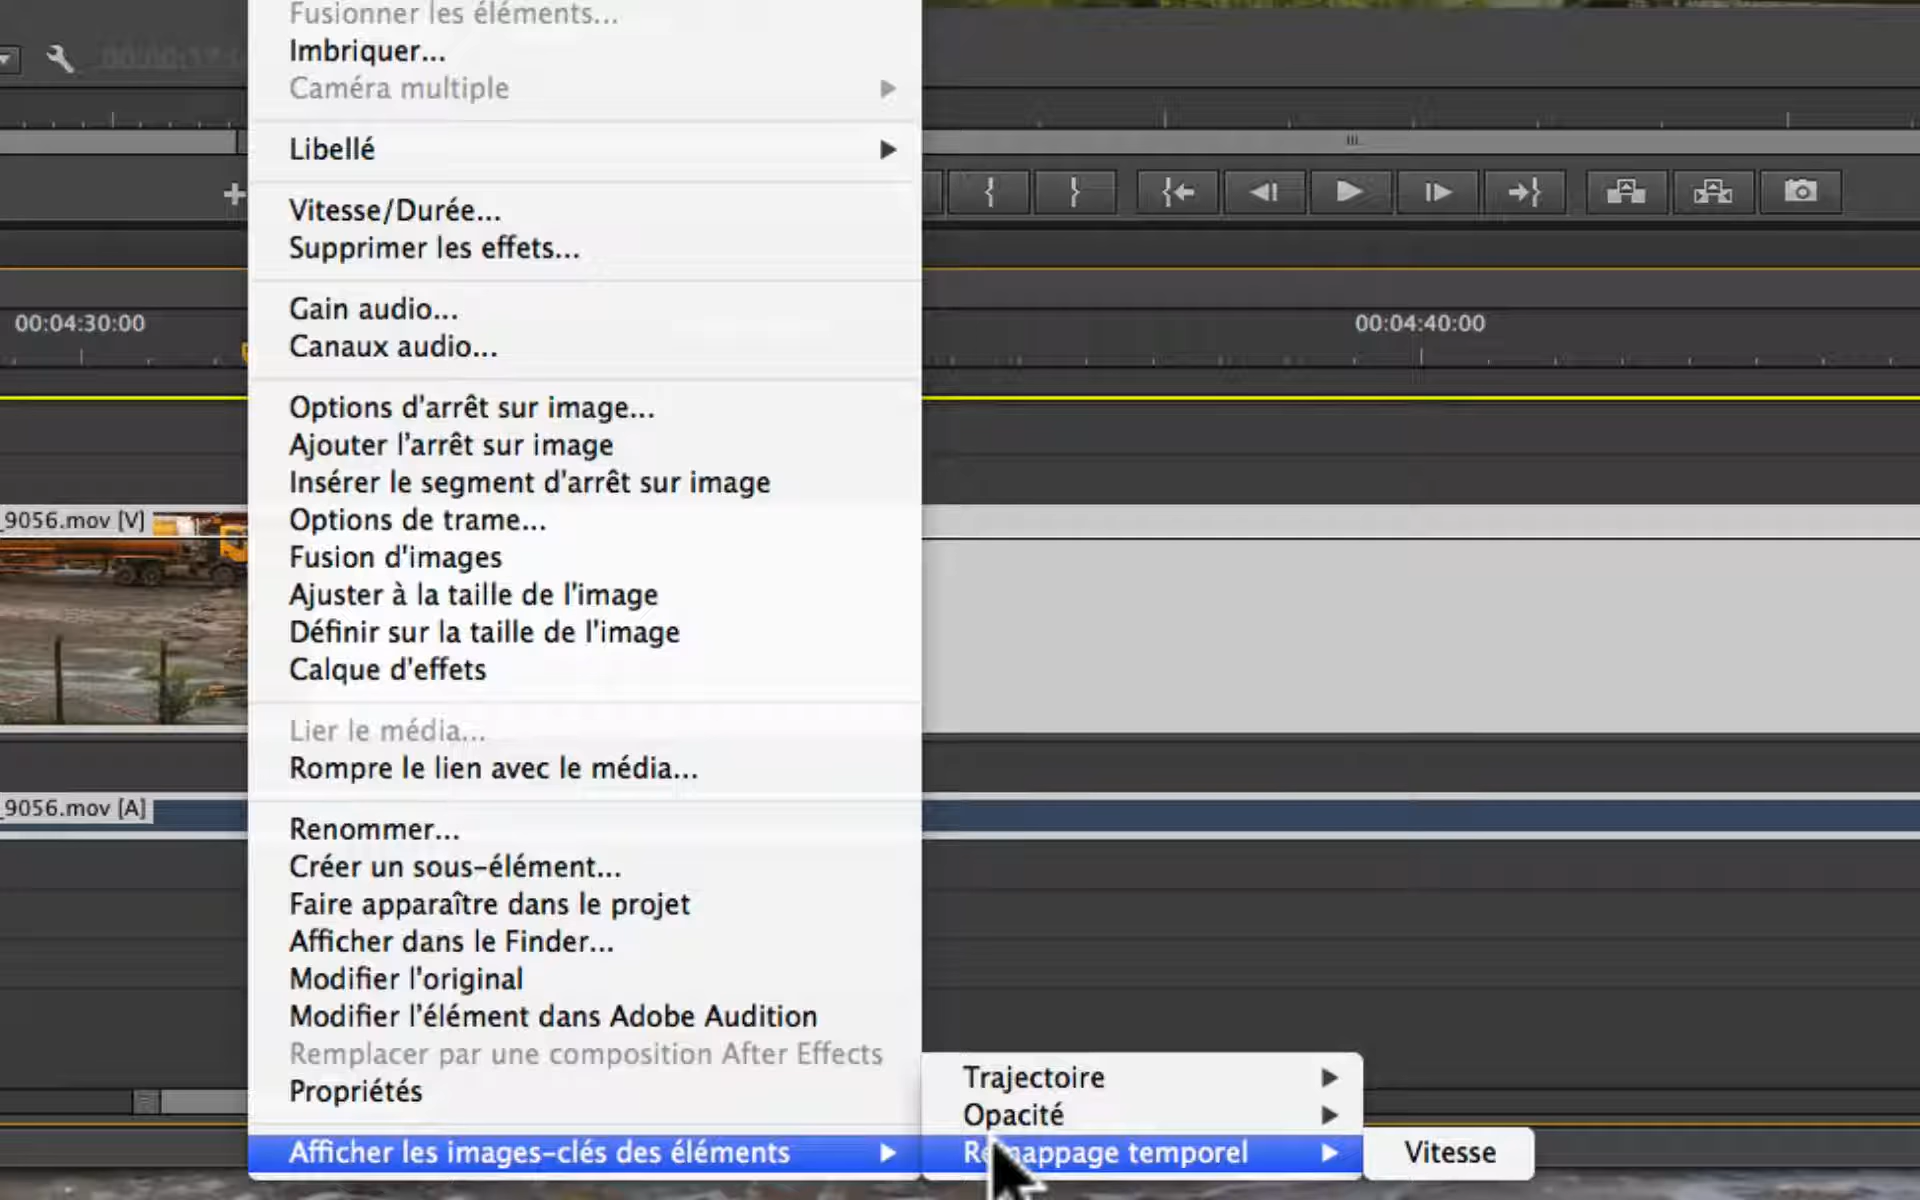 Fusionner les éléments...
Imbriquer...
Caméra multiple
Libellé
Vitesse/Durée...
Supprimer les effets...
Gain audio...
Canaux audio...
00:04:30:00
00:04:40:00
Options d'arrêt sur image...
Ajouter l'arrêt sur image
Insérer le segment d'arrêt sur image
Options de trame...
_9056.mov [V]
Fusion d'images
Ajuster à la taille de l'image
Définir sur la taille de l'image
Calque d'effets
Lier le média...
Rompre le lien avec le média...
_9056.mov [A]
Renommer...
Créer un sous-élément...
Faire apparaître dans le projet
Afficher dans le Finder...
Modifier l'original
Modifier l'élément dans Adobe Audition
Remplacer par une composition After Effects
Propriétés
Afficher les images-clés des éléments
Trajectoire
Opacité
Remappage temporel
Vitesse